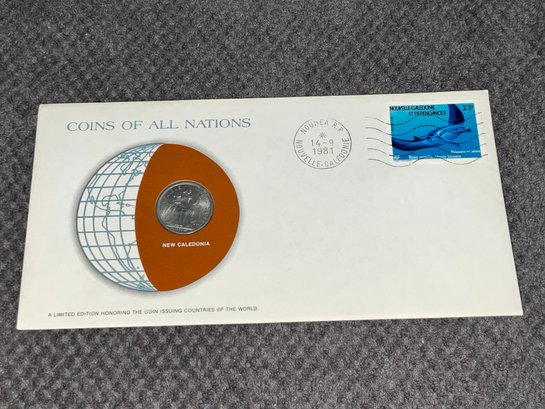 COINS OF ALL NATIONS
NEW CALEDONIA
A LIMITED EDITION HONORING THE COIN ISSUING COUNTRIES OF THE WORLD.
NOUMEA R.P.
14-9
1981
NOUVELLE-CALEDONIE
23F
NOUVELLE-CALEDONIE
ET DEPENDANCES